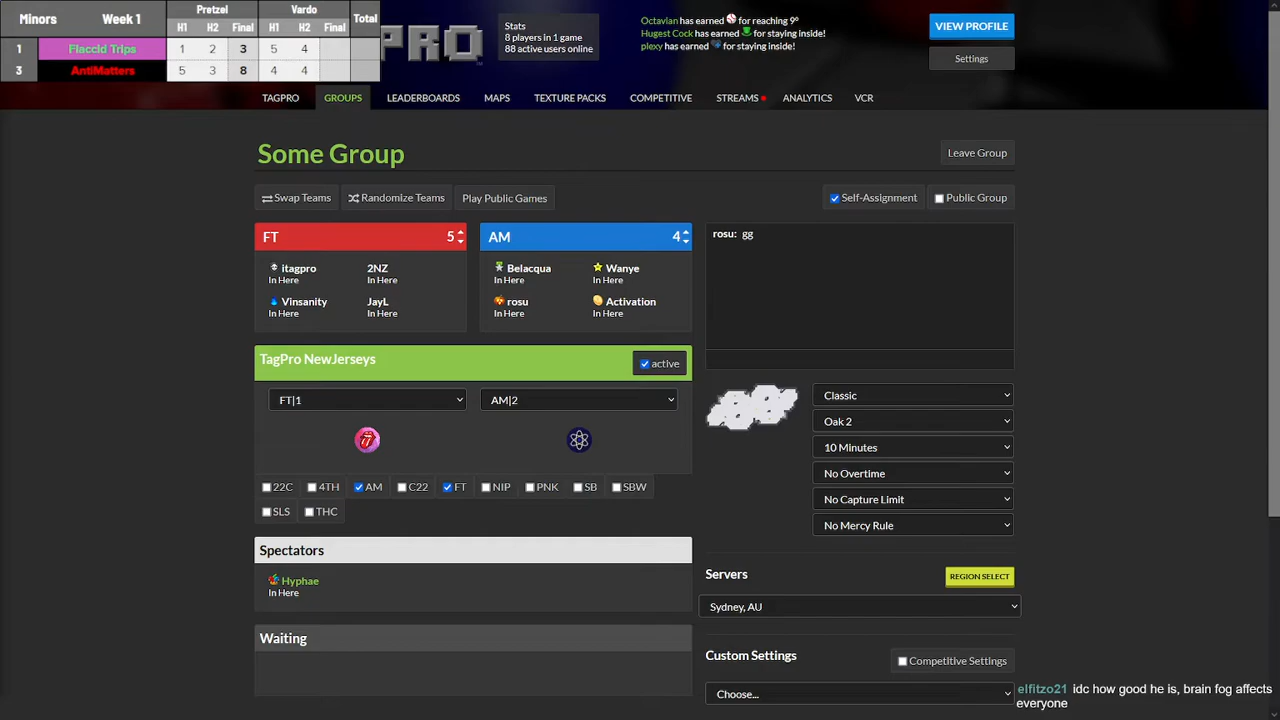 Minors Week 1 Pretzel Vardo Total
H1 H2 Final H1 H2 Final
1 Flaccid Trips 1 2 3 5 4
3 AntiMatters 5 3 8 4 4
PRO
Stats
8 players in 1 game
88 active users online
Octavian has earned for reaching 9°
Hugest Cock has earned for staying inside!
plexy has earned for staying inside!
VIEW PROFILE
Settings
TAGPRO GROUPS LEADERBOARDS MAPS TEXTURE PACKS COMPETITIVE STREAMS ANALYTICS VCR
Some Group
Leave Group
Swap Teams Randomize Teams Play Public Games
Self-Assignment Public Group
FT 5 AM 4
itagpro 2NZ Belacqua Wanye
In Here In Here In Here In Here
Vinsanity JayL rosu Activation
In Here In Here In Here In Here
rosu: gg
TagPro NewJerseys active
FT|1 AM|2
22C 4TH AM C22 FT NIP PNK SB SBW
SLS THC
Classic
Oak 2
10 Minutes
No Overtime
No Capture Limit
No Mercy Rule
Spectators
Hyphae
In Here
Waiting
Servers REGION SELECT
Sydney, AU
Custom Settings Competitive Settings
Choose...
elfitzo21 idc how good he is, brain fog affects
everyone